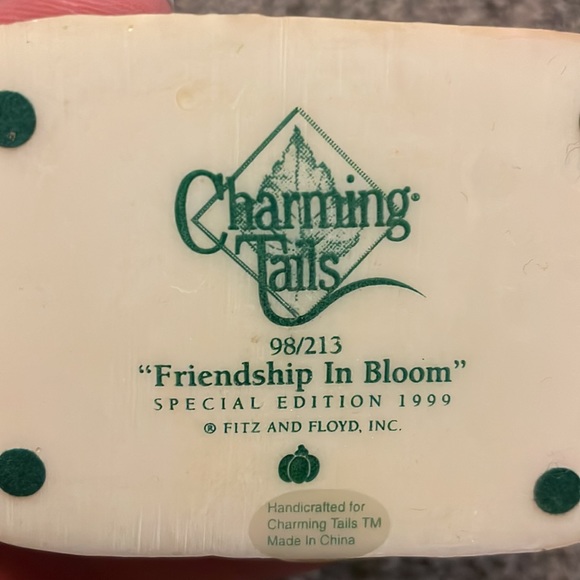 Charming®
Tails
98/213
“Friendship In Bloom”
SPECIAL EDITION 1999
® FITZ AND FLOYD, INC.
Handicrafted for
Charming Tails TM
Made In China